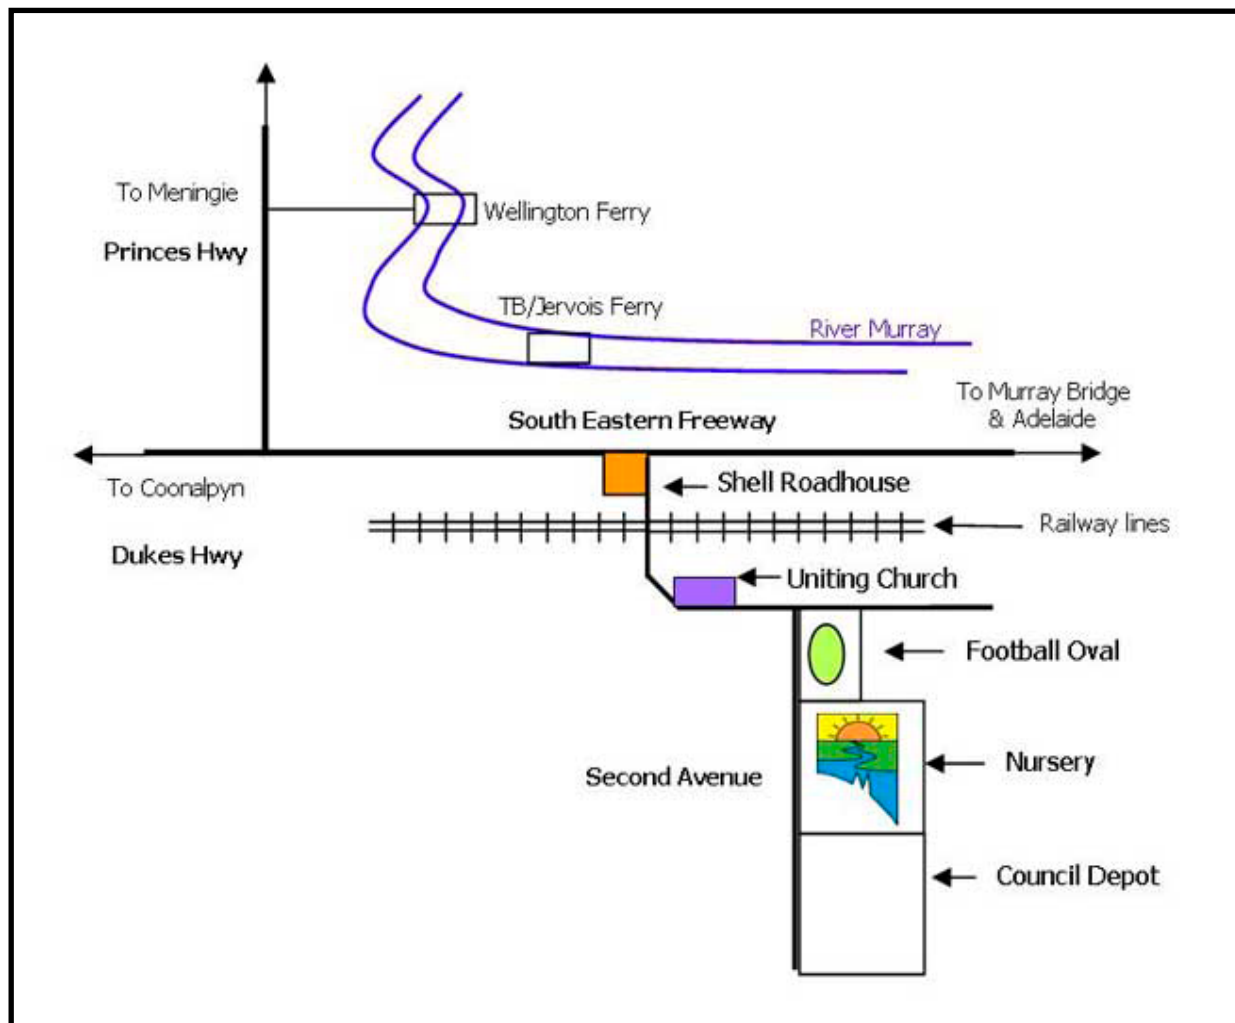 To Meningie
Wellington Ferry
Princes Hwy
TB/Jervois Ferry
River Murray
To Murray Bridge
& Adelaide
South Eastern Freeway
To Coonalpyn
Shell Roadhouse
Railway lines
Dukes Hwy
Uniting Church
Football Oval
Second Avenue
Nursery
Council Depot